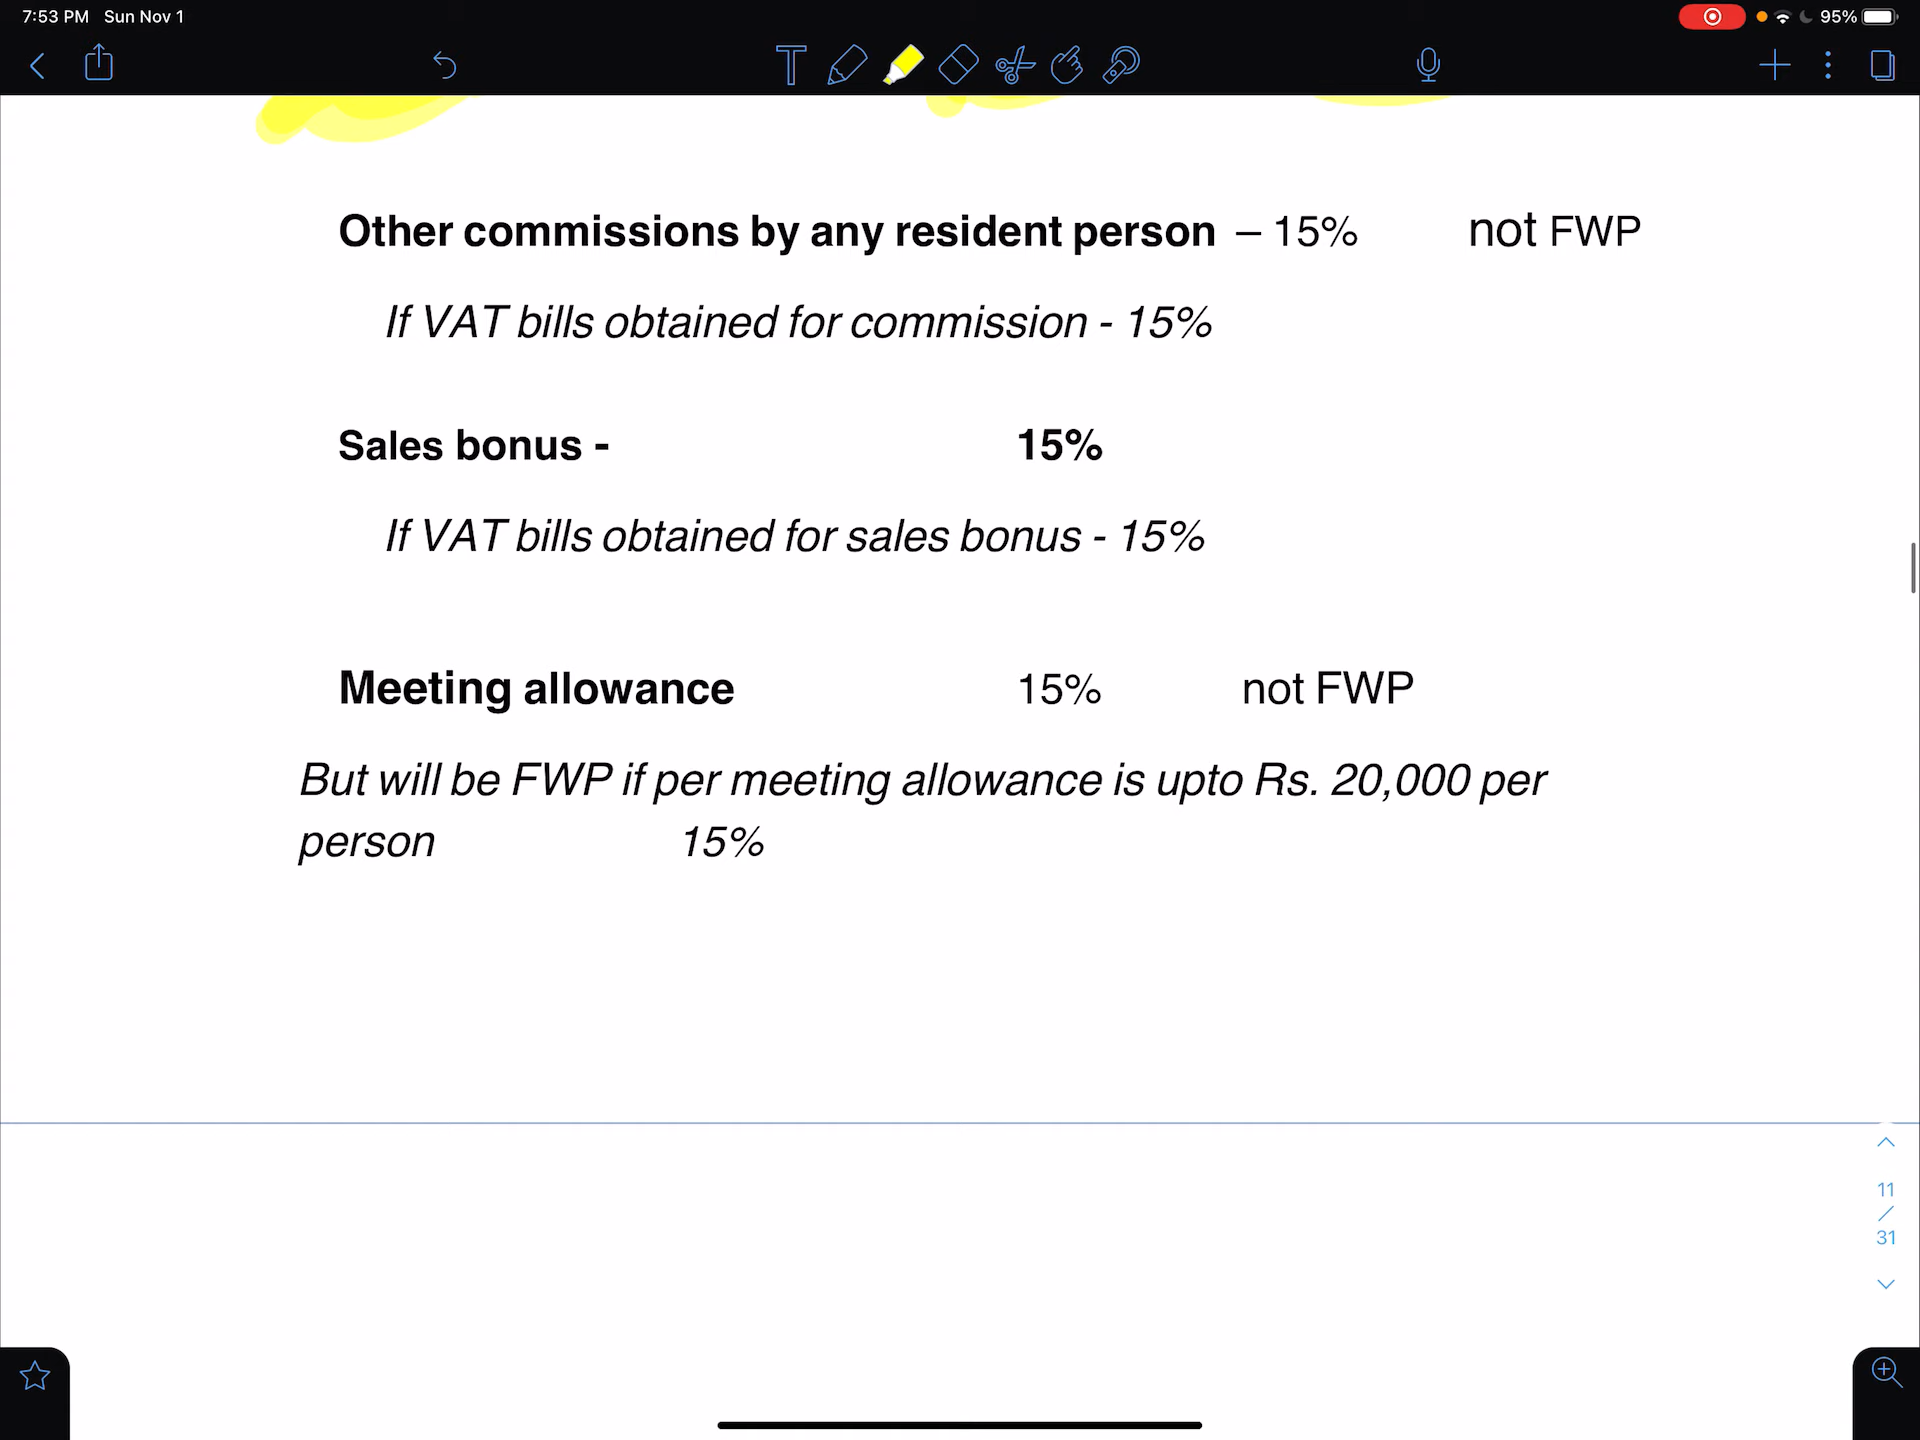 7:53 PM Sun Nov 1
95%
Other commissions by any resident person – 15% not FWP
If VAT bills obtained for commission - 15%
Sales bonus - 15%
If VAT bills obtained for sales bonus - 15%
Meeting allowance 15% not FWP
But will be FWP if per meeting allowance is upto Rs. 20,000 per
person 15%
11
/
31